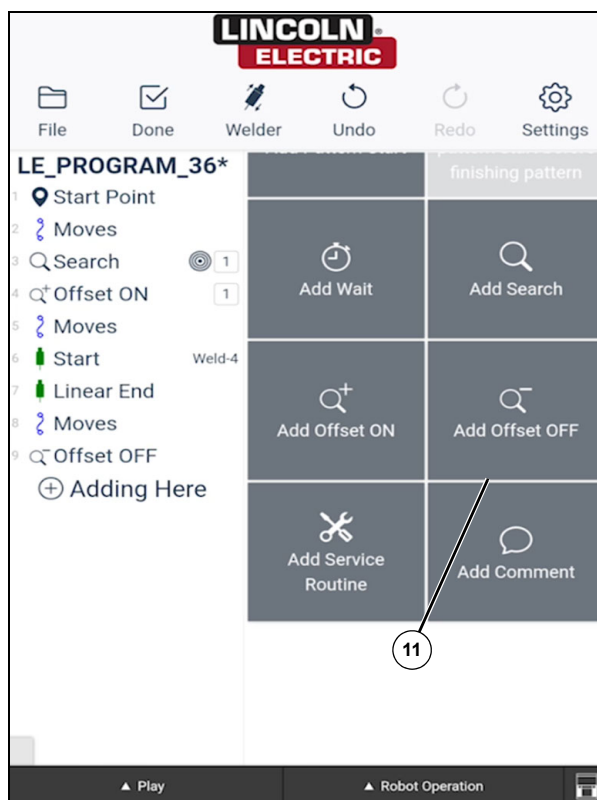 LINCOLN®
ELECTRIC
File Done Welder Undo Redo Settings
LE_PROGRAM_36*
1 Start Point
2 Moves
3 Search 1
4 Offset ON 1
5 Moves
6 Start Weld-4
7 Linear End
8 Moves
9 Offset OFF
Adding Here
finishing pattern
Add Wait
Add Search
Add Offset ON
Add Offset OFF
Add Service
Routine
Add Comment
11
Play
Robot Operation